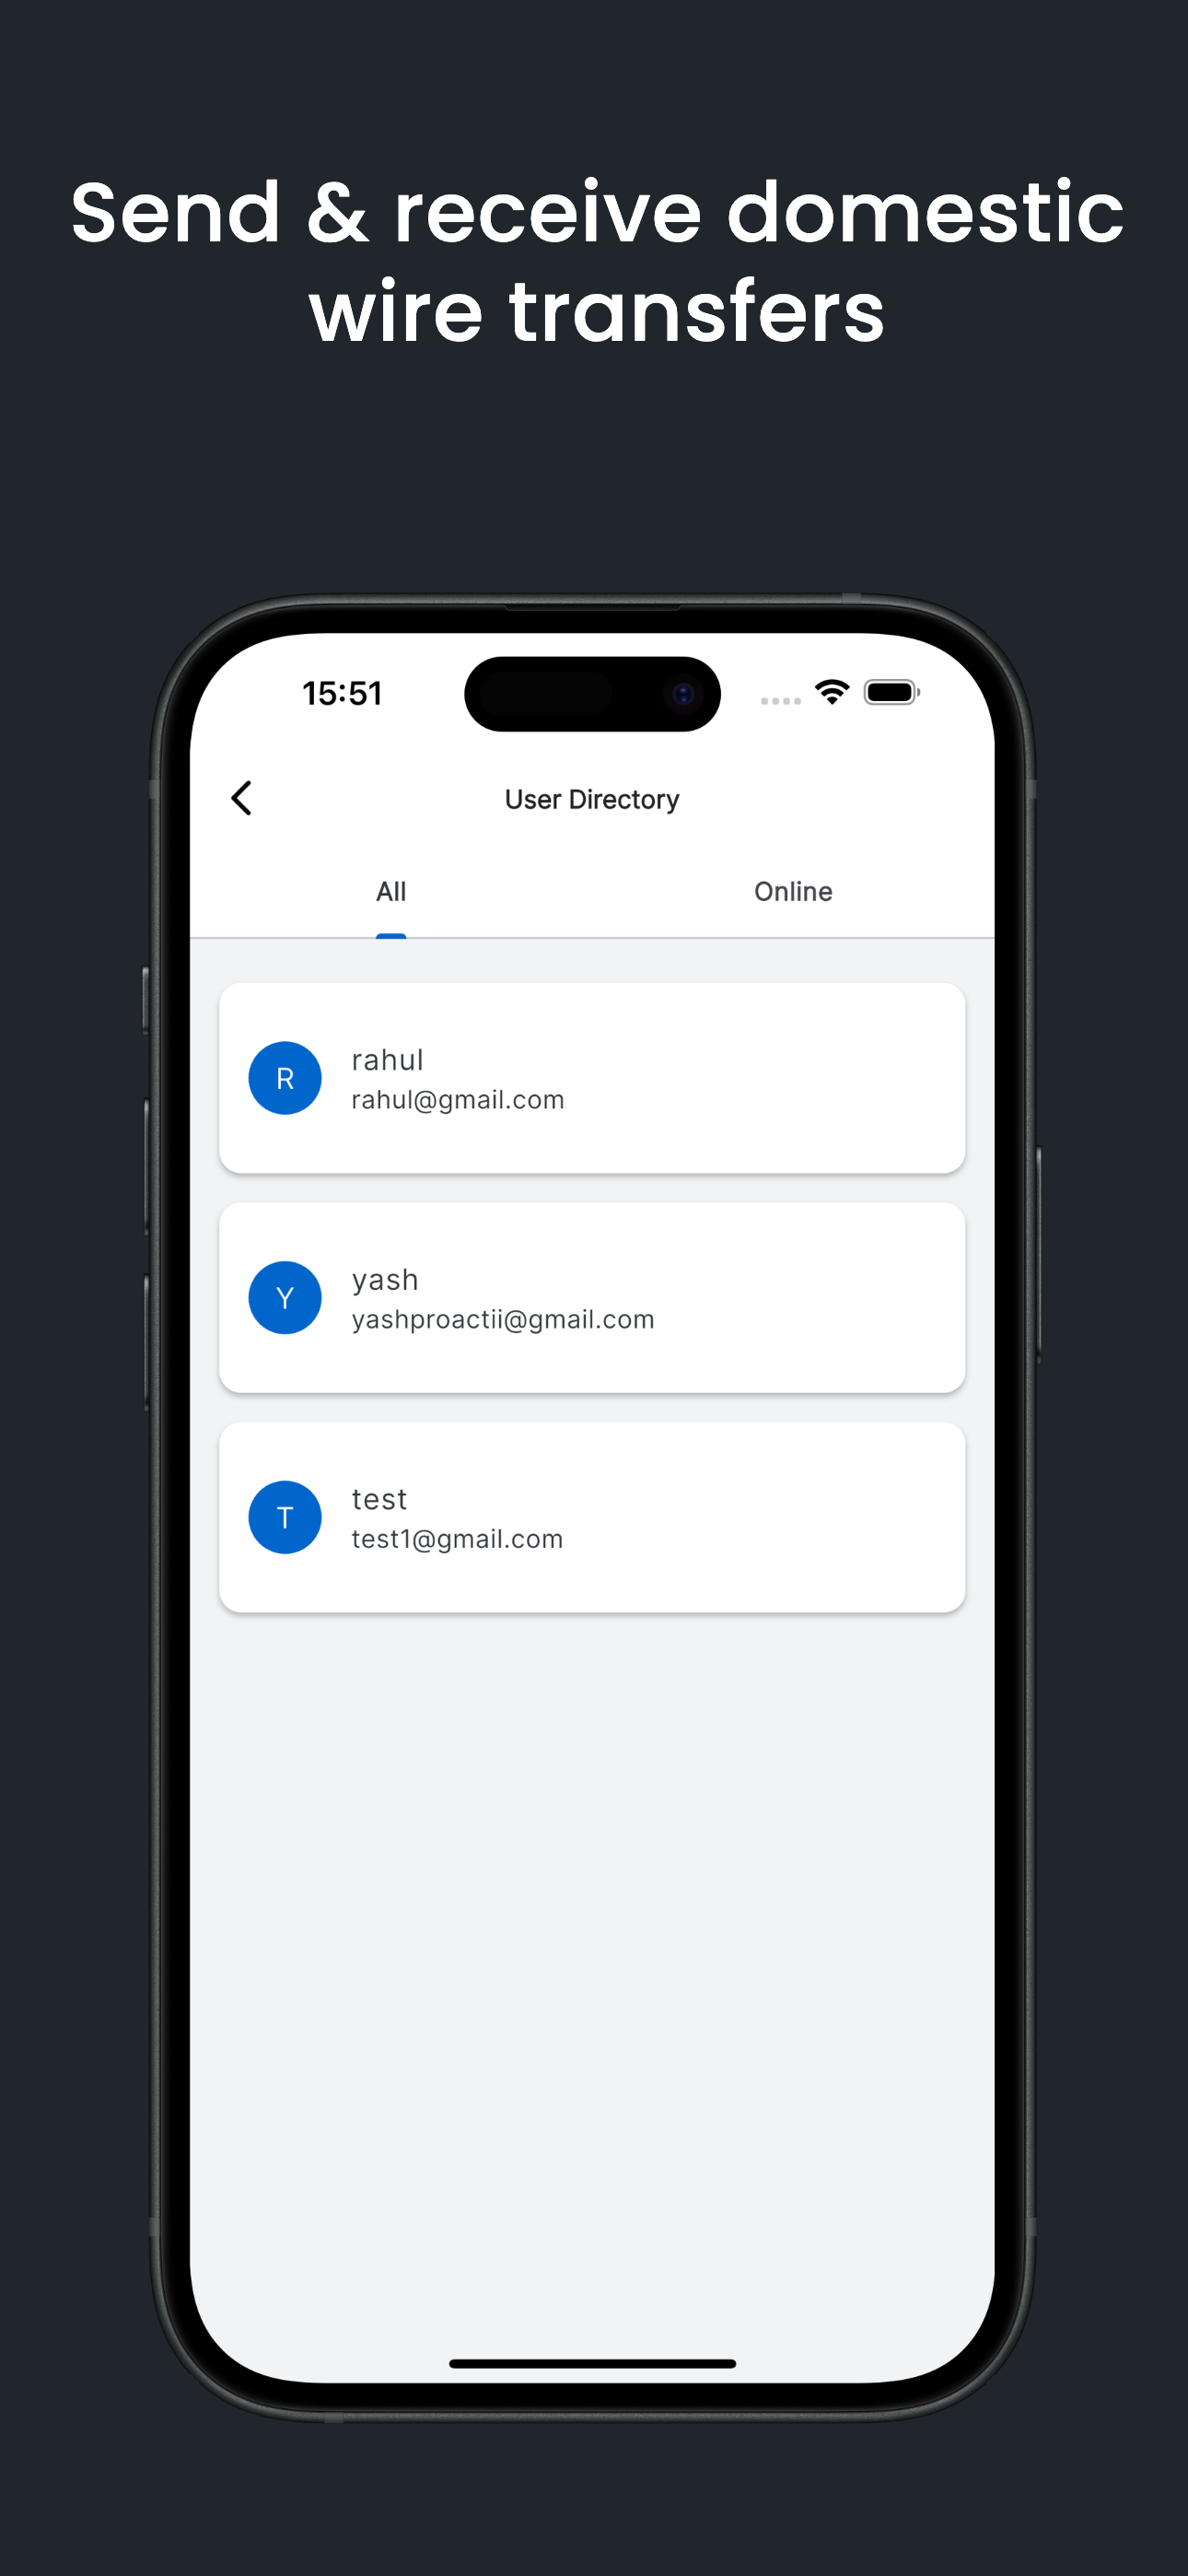 Send & receive domestic
wire transfers
15:51
User Directory
All Online
R
rahul
rahul@gmail.com
Y
yash
yashproactii@gmail.com
T
test
test1@gmail.com